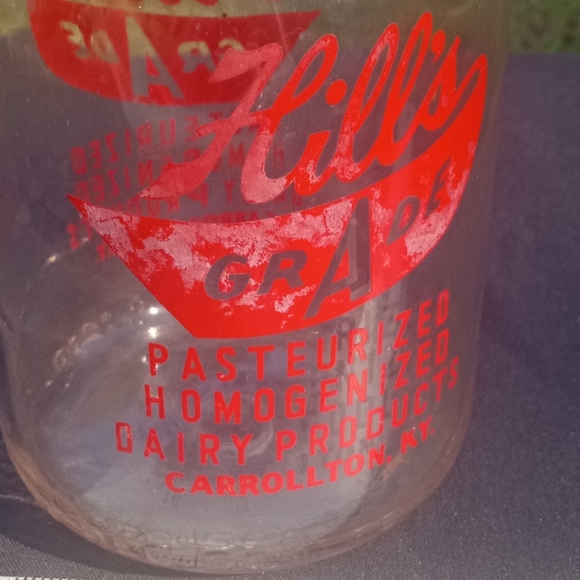 Hill's
GRADE
PASTEURIZED
HOMOGENIZED
DAIRY PRODUCTS
CARROLLTON, KY.